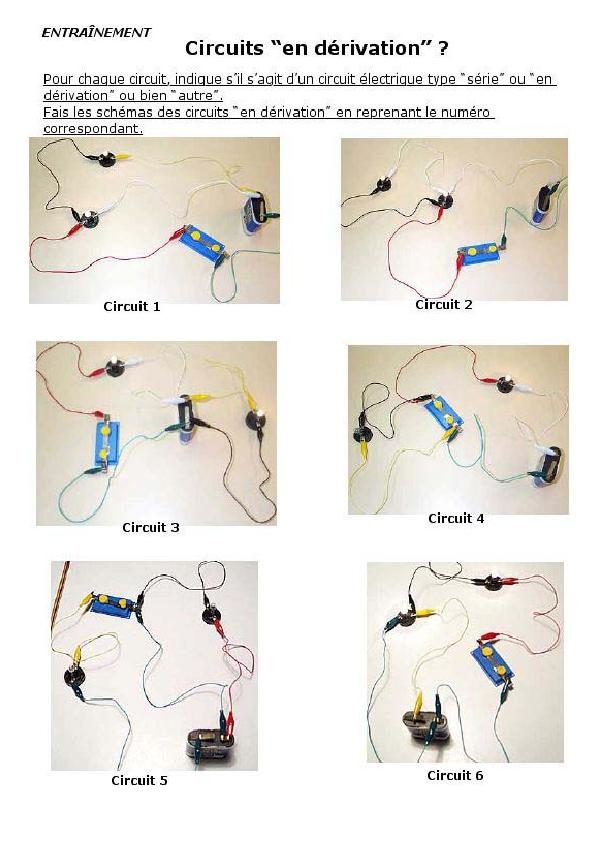 ENTRAÎNEMENT
Circuits “en dérivation” ?
Pour chaque circuit, indique s’il s’agit d’un circuit électrique type “série” ou “en
dérivation” ou bien “autre”.
Fais les schémas des circuits “en dérivation” en reprenant le numéro
correspondant.
Circuit 1
Circuit 2
Circuit 3
Circuit 4
Circuit 5
Circuit 6